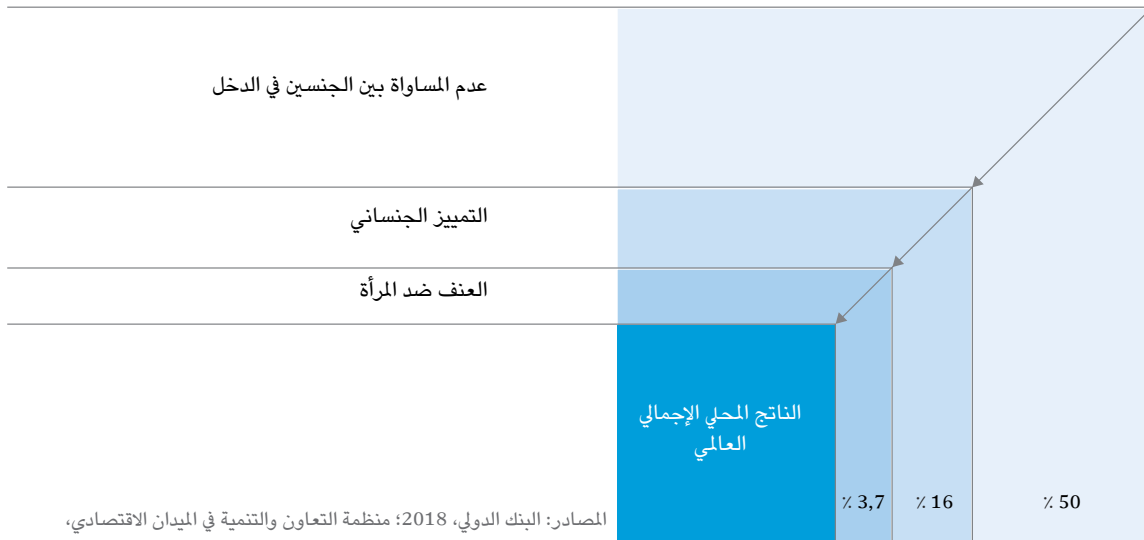 عدم المساواة بين الجنسين في الدخل
التمييز الجنساني
العنف ضد المرأة
الناتج المحلي الإجمالي
العالمي
٪ 50
٪ 16
٪ 3,7
المصادر: البنك الدولي، 2018؛ منظمة التعاون والتنمية في الميدان الاقتصادي،